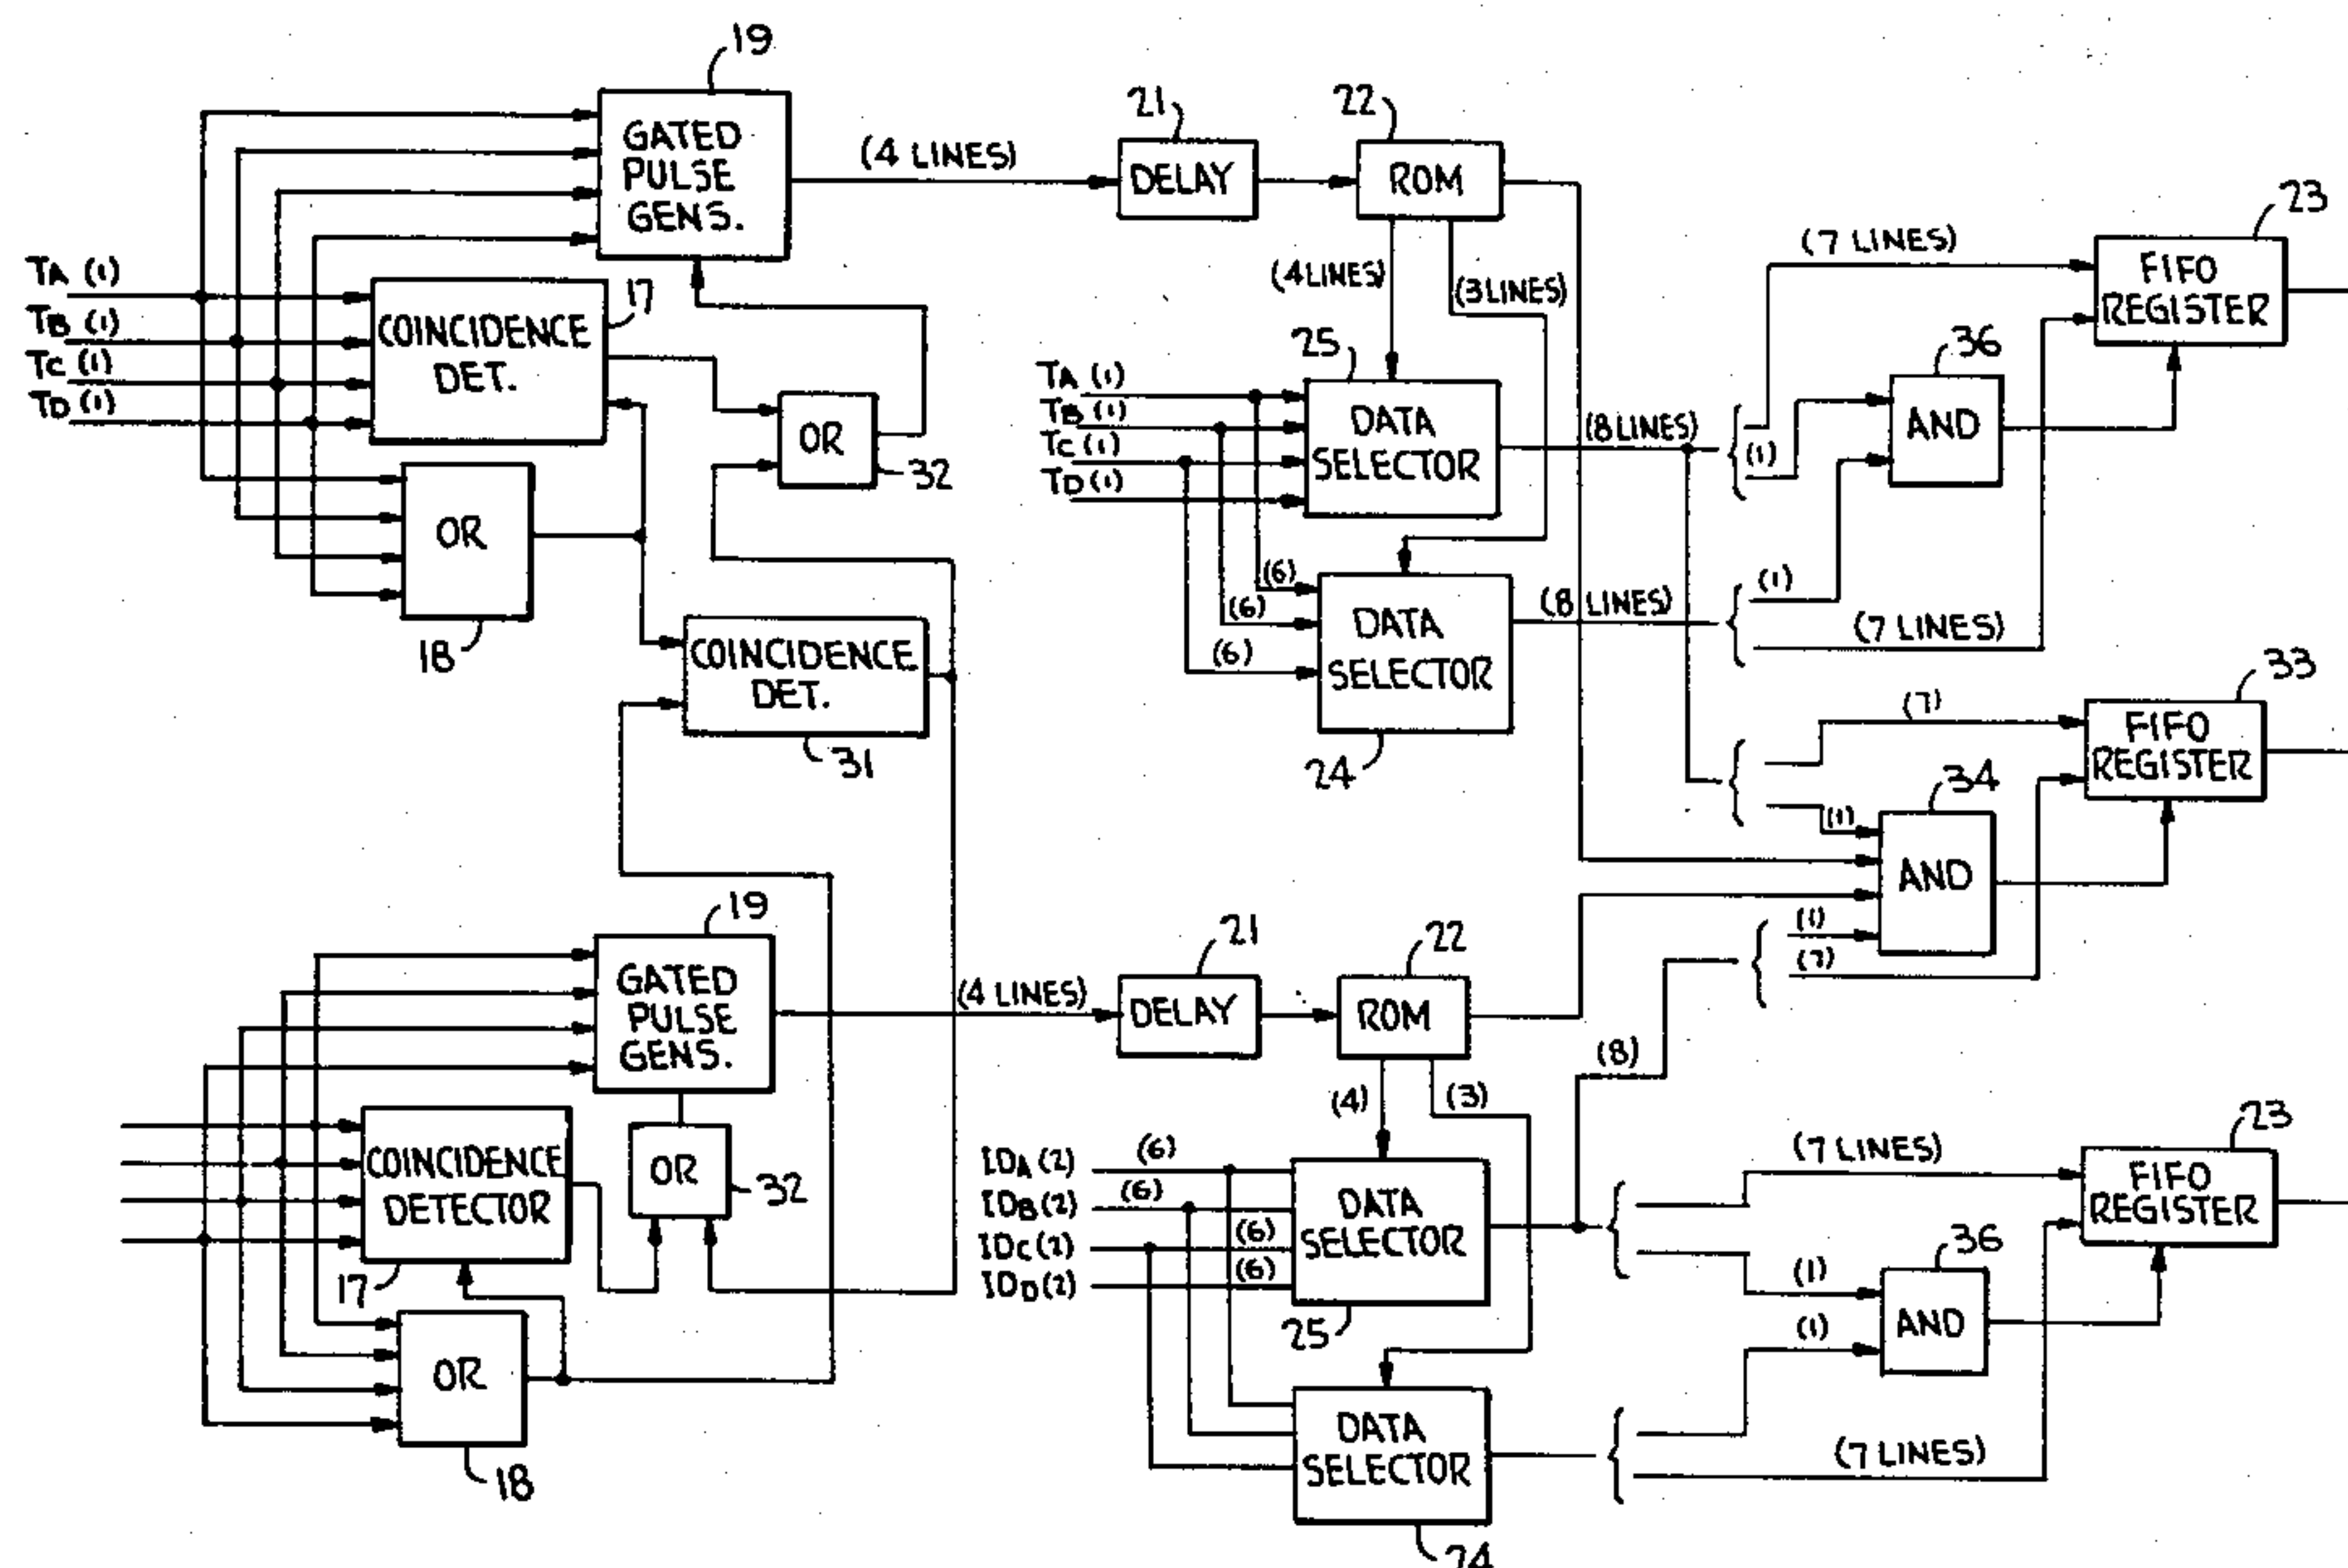 19
GATED
PULSE
GENS.
(4 LINES)
21
DELAY
22
ROM
(4 LINES)
(3 LINES)
(7 LINES)
23
FIFO
REGISTER
TA (1)
TB (1)
TC (1)
TD (1)
17
COINCIDENCE
DET.
OR
32
OR
18
COINCIDENCE
DET.
31
TA (1)
TB (1)
TC (1)
TD (1)
25
DATA
SELECTOR
(8 LINES)
(1)
36
AND
(6)
(6)
(6)
DATA
SELECTOR
24
(8 LINES)
(1)
(7 LINES)
33
(7)
FIFO
REGISTER
34
(1)
AND
(1)
(7)
19
GATED
PULSE
GENS.
(4 LINES)
21
DELAY
22
ROM
(8)
(4)
(3)
COINCIDENCE
DETECTOR
17
OR
32
OR
18
IDA (2)
(6)
IDB (2)
(6)
IDC (2)
(6)
IDD (2)
(6)
DATA
SELECTOR
25
(7 LINES)
23
FIFO
REGISTER
36
(1)
(1)
AND
DATA
SELECTOR
24
(7 LINES)